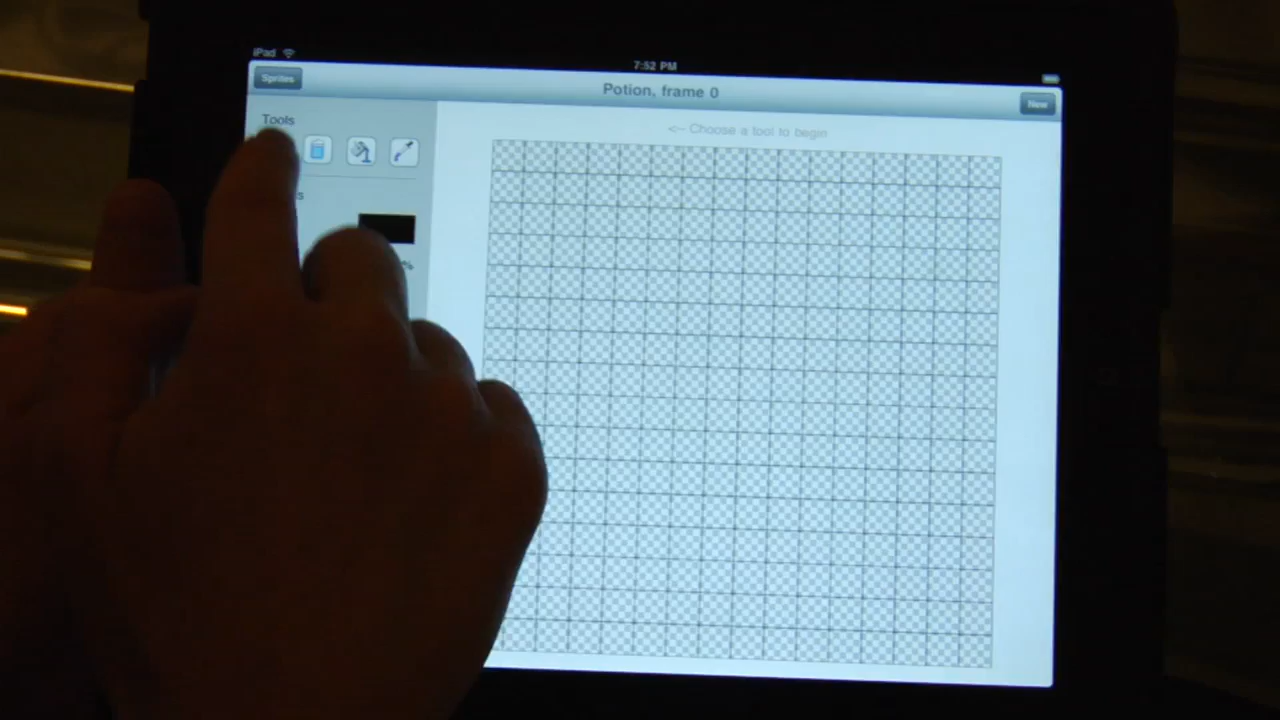 iPad
7:52 PM
Sprites
Potion, frame 0
New
Tools
<-- Choose a tool to begin
s
%